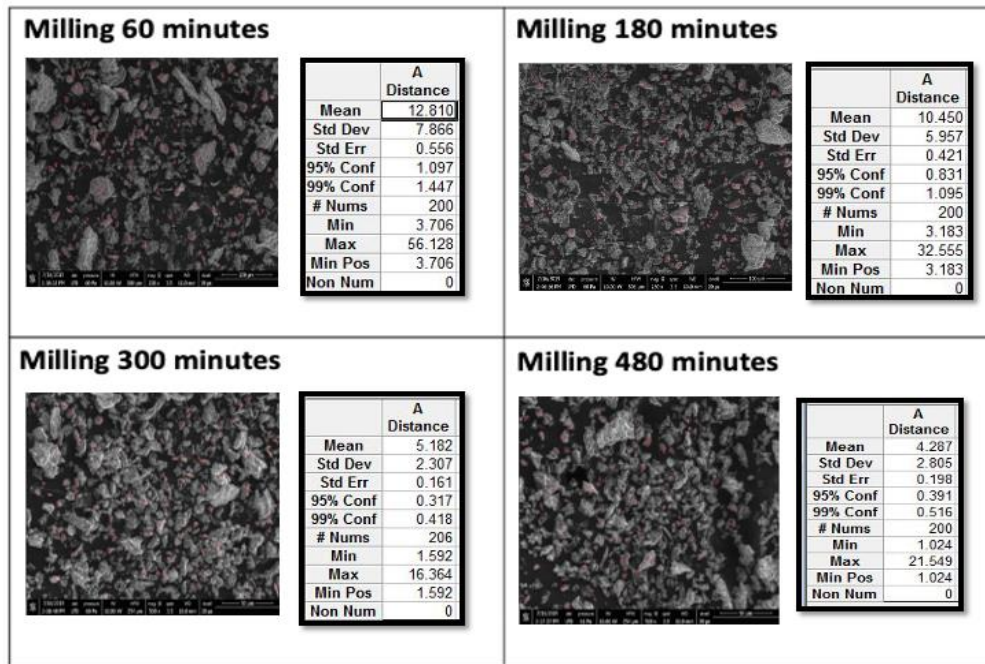 Milling 60 minutes
A
Distance
Mean 12.810
Std Dev 7.866
Std Err 0.556
95% Conf 1.097
99% Conf 1.447
# Nums 200
Min 3.706
Max 56.128
Min Pos 3.706
Non Num 0
Milling 180 minutes
A
Distance
Mean 10.450
Std Dev 5.957
Std Err 0.421
95% Conf 0.831
99% Conf 1.095
# Nums 200
Min 3.183
Max 32.555
Min Pos 3.183
Non Num 0
Milling 300 minutes
A
Distance
Mean 5.182
Std Dev 2.307
Std Err 0.161
95% Conf 0.317
99% Conf 0.418
# Nums 206
Min 1.592
Max 16.364
Min Pos 1.592
Non Num 0
Milling 480 minutes
A
Distance
Mean 4.287
Std Dev 2.805
Std Err 0.198
95% Conf 0.391
99% Conf 0.516
# Nums 200
Min 1.024
Max 21.549
Min Pos 1.024
Non Num 0